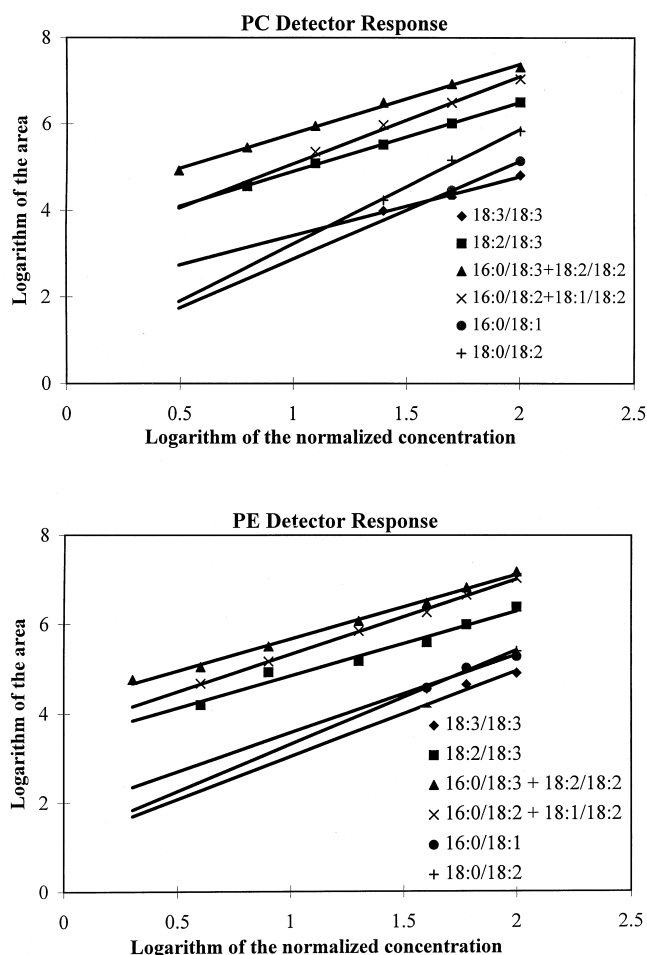 PC Detector Response
8
6
4
2
0
Logarithm of the area
18:3/18:3
18:2/18:3
16:0/18:3+18:2/18:2
16:0/18:2+18:1/18:2
16:0/18:1
18:0/18:2
0 0.5 1 1.5 2 2.5
Logarithm of the normalized concentration
PE Detector Response
8
6
4
2
0
Logarithm of the area
18:3/18:3
18:2/18:3
16:0/18:3 + 18:2/18:2
16:0/18:2 + 18:1/18:2
16:0/18:1
18:0/18:2
0 0.5 1 1.5 2 2.5
Logarithm of the normalized concentration